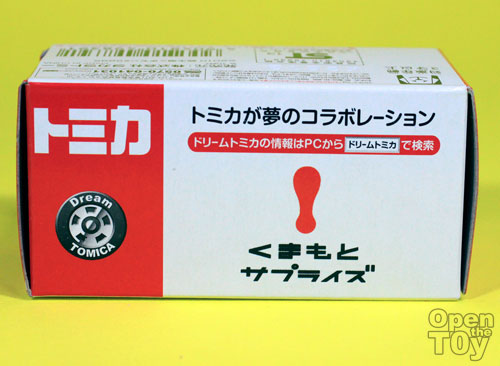 トミカ
トミカが夢のコラボレーション
ドリームトミカの情報はPCから ドリームトミカ で検索
Dream
TOMICA
くまもと
サプライズ
Open
the
TOy